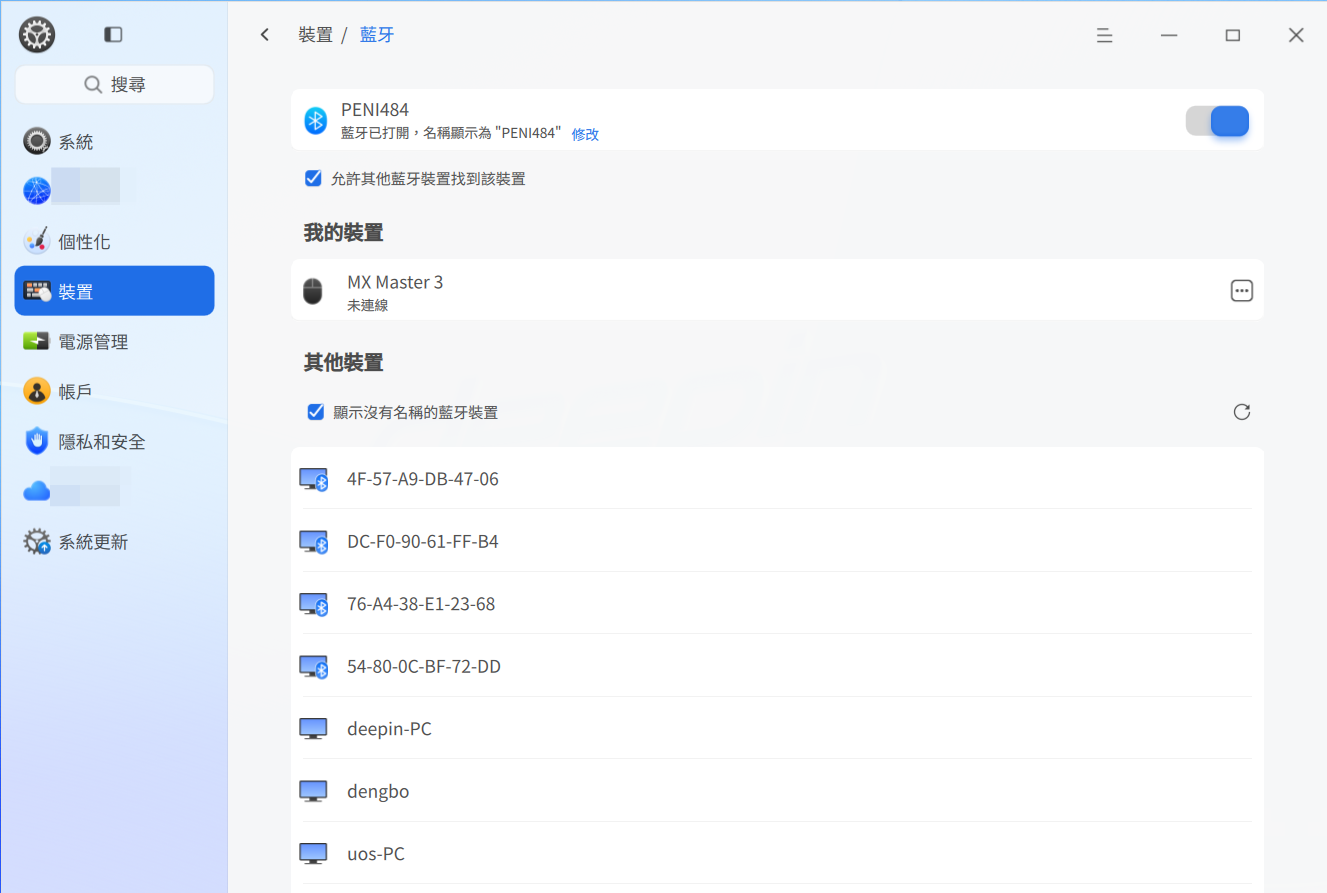 裝置 / 藍牙
搜尋
系統
個性化
裝置
電源管理
帳戶
隱私和安全
系統更新
PENI484
藍牙已打開，名稱顯示為 "PENI484" 修改
允許其他藍牙裝置找到該裝置
我的裝置
MX Master 3
未連線
其他裝置
顯示沒有名稱的藍牙裝置
4F-57-A9-DB-47-06
DC-F0-90-61-FF-B4
76-A4-38-E1-23-68
54-80-0C-BF-72-DD
deepin-PC
dengbo
uos-PC